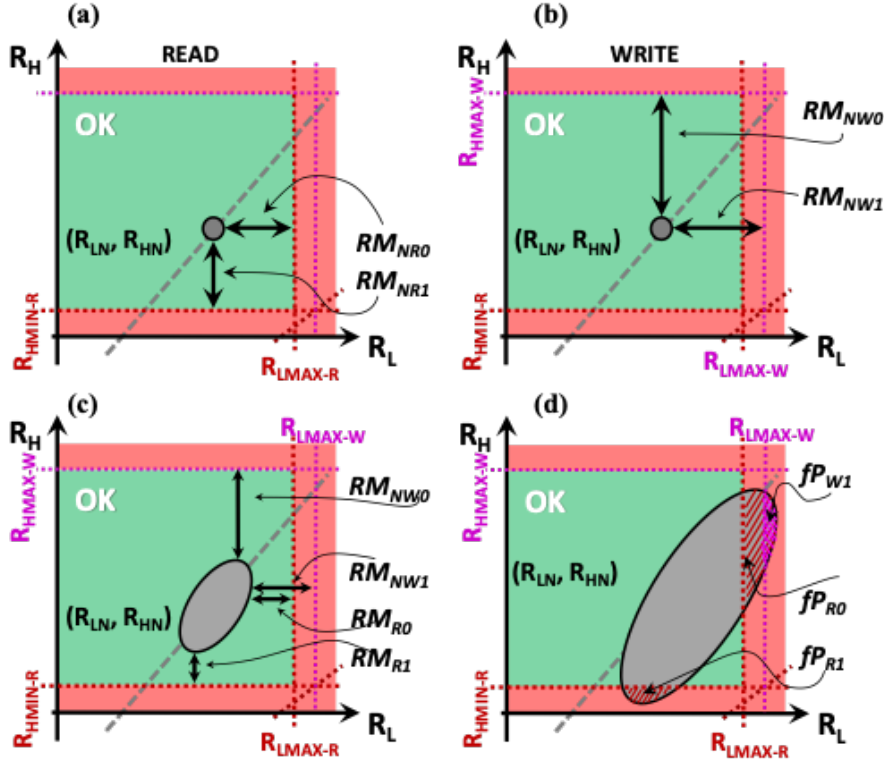 (a)
READ
R_H
OK
(R_LN, R_HN)
RM_NR0
RM_NR1
R_HMIN-R
R_L
R_LMAX-R
(b)
WRITE
R_H
R_HMAX-W
OK
RM_NW0
RM_NW1
(R_LN, R_HN)
R_HMIN-R
R_L
R_LMAX-W
(c)
R_H
R_LMAX-W
R_HMAX-W
OK
RM_NW0
RM_NW1
(R_LN, R_HN)
RM_R0
RM_R1
R_HMIN-R
R_L
R_LMAX-R
(d)
R_H
R_LMAX-W
R_HMAX-W
OK
fP_W1
(R_LN, R_HN)
fP_R0
fP_R1
R_HMIN-R
R_L
R_LMAX-R